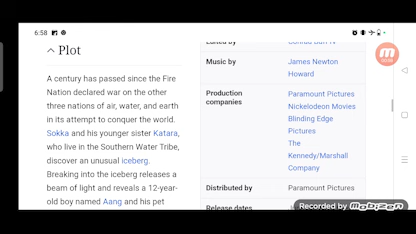 6:58
Plot
A century has passed since the Fire
Nation declared war on the other
three nations of air, water, and earth
in its attempt to conquer the world.
Sokka and his younger sister Katara,
who live in the Southern Water Tribe,
discover an unusual iceberg.
Breaking into the iceberg releases a
beam of light and reveals a 12-year-
old boy named Aang and his pet
Edited by
Music by
James Newton
Howard
Production
companies
Paramount Pictures
Nickelodeon Movies
Blinding Edge
Pictures
The
Kennedy/Marshall
Company
Distributed by
Paramount Pictures
Release dates
Recorded by
Mobizen